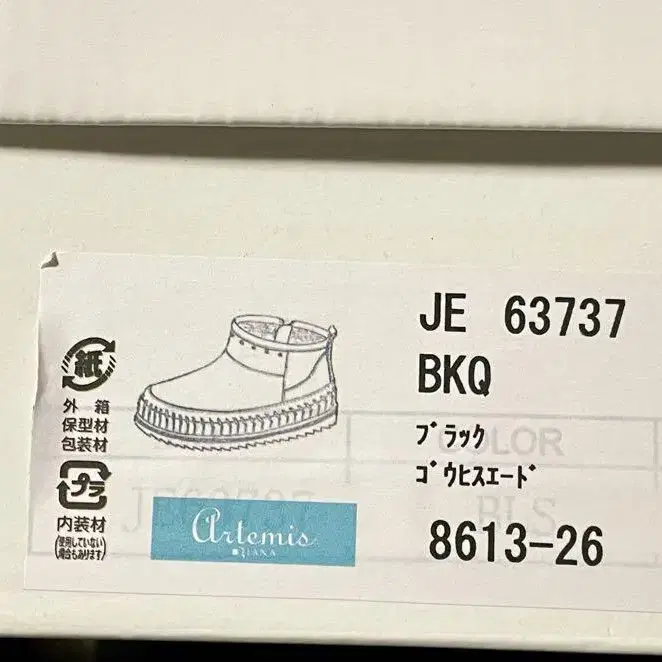 JE 63737
BKQ
ブラック
ゴウヒスエード
8613-26
紙
外 箱
保型材
包装材
プラ
内装材
(使用していない
場合もあります)
Artemis
by DIANA
COLOR
BLS